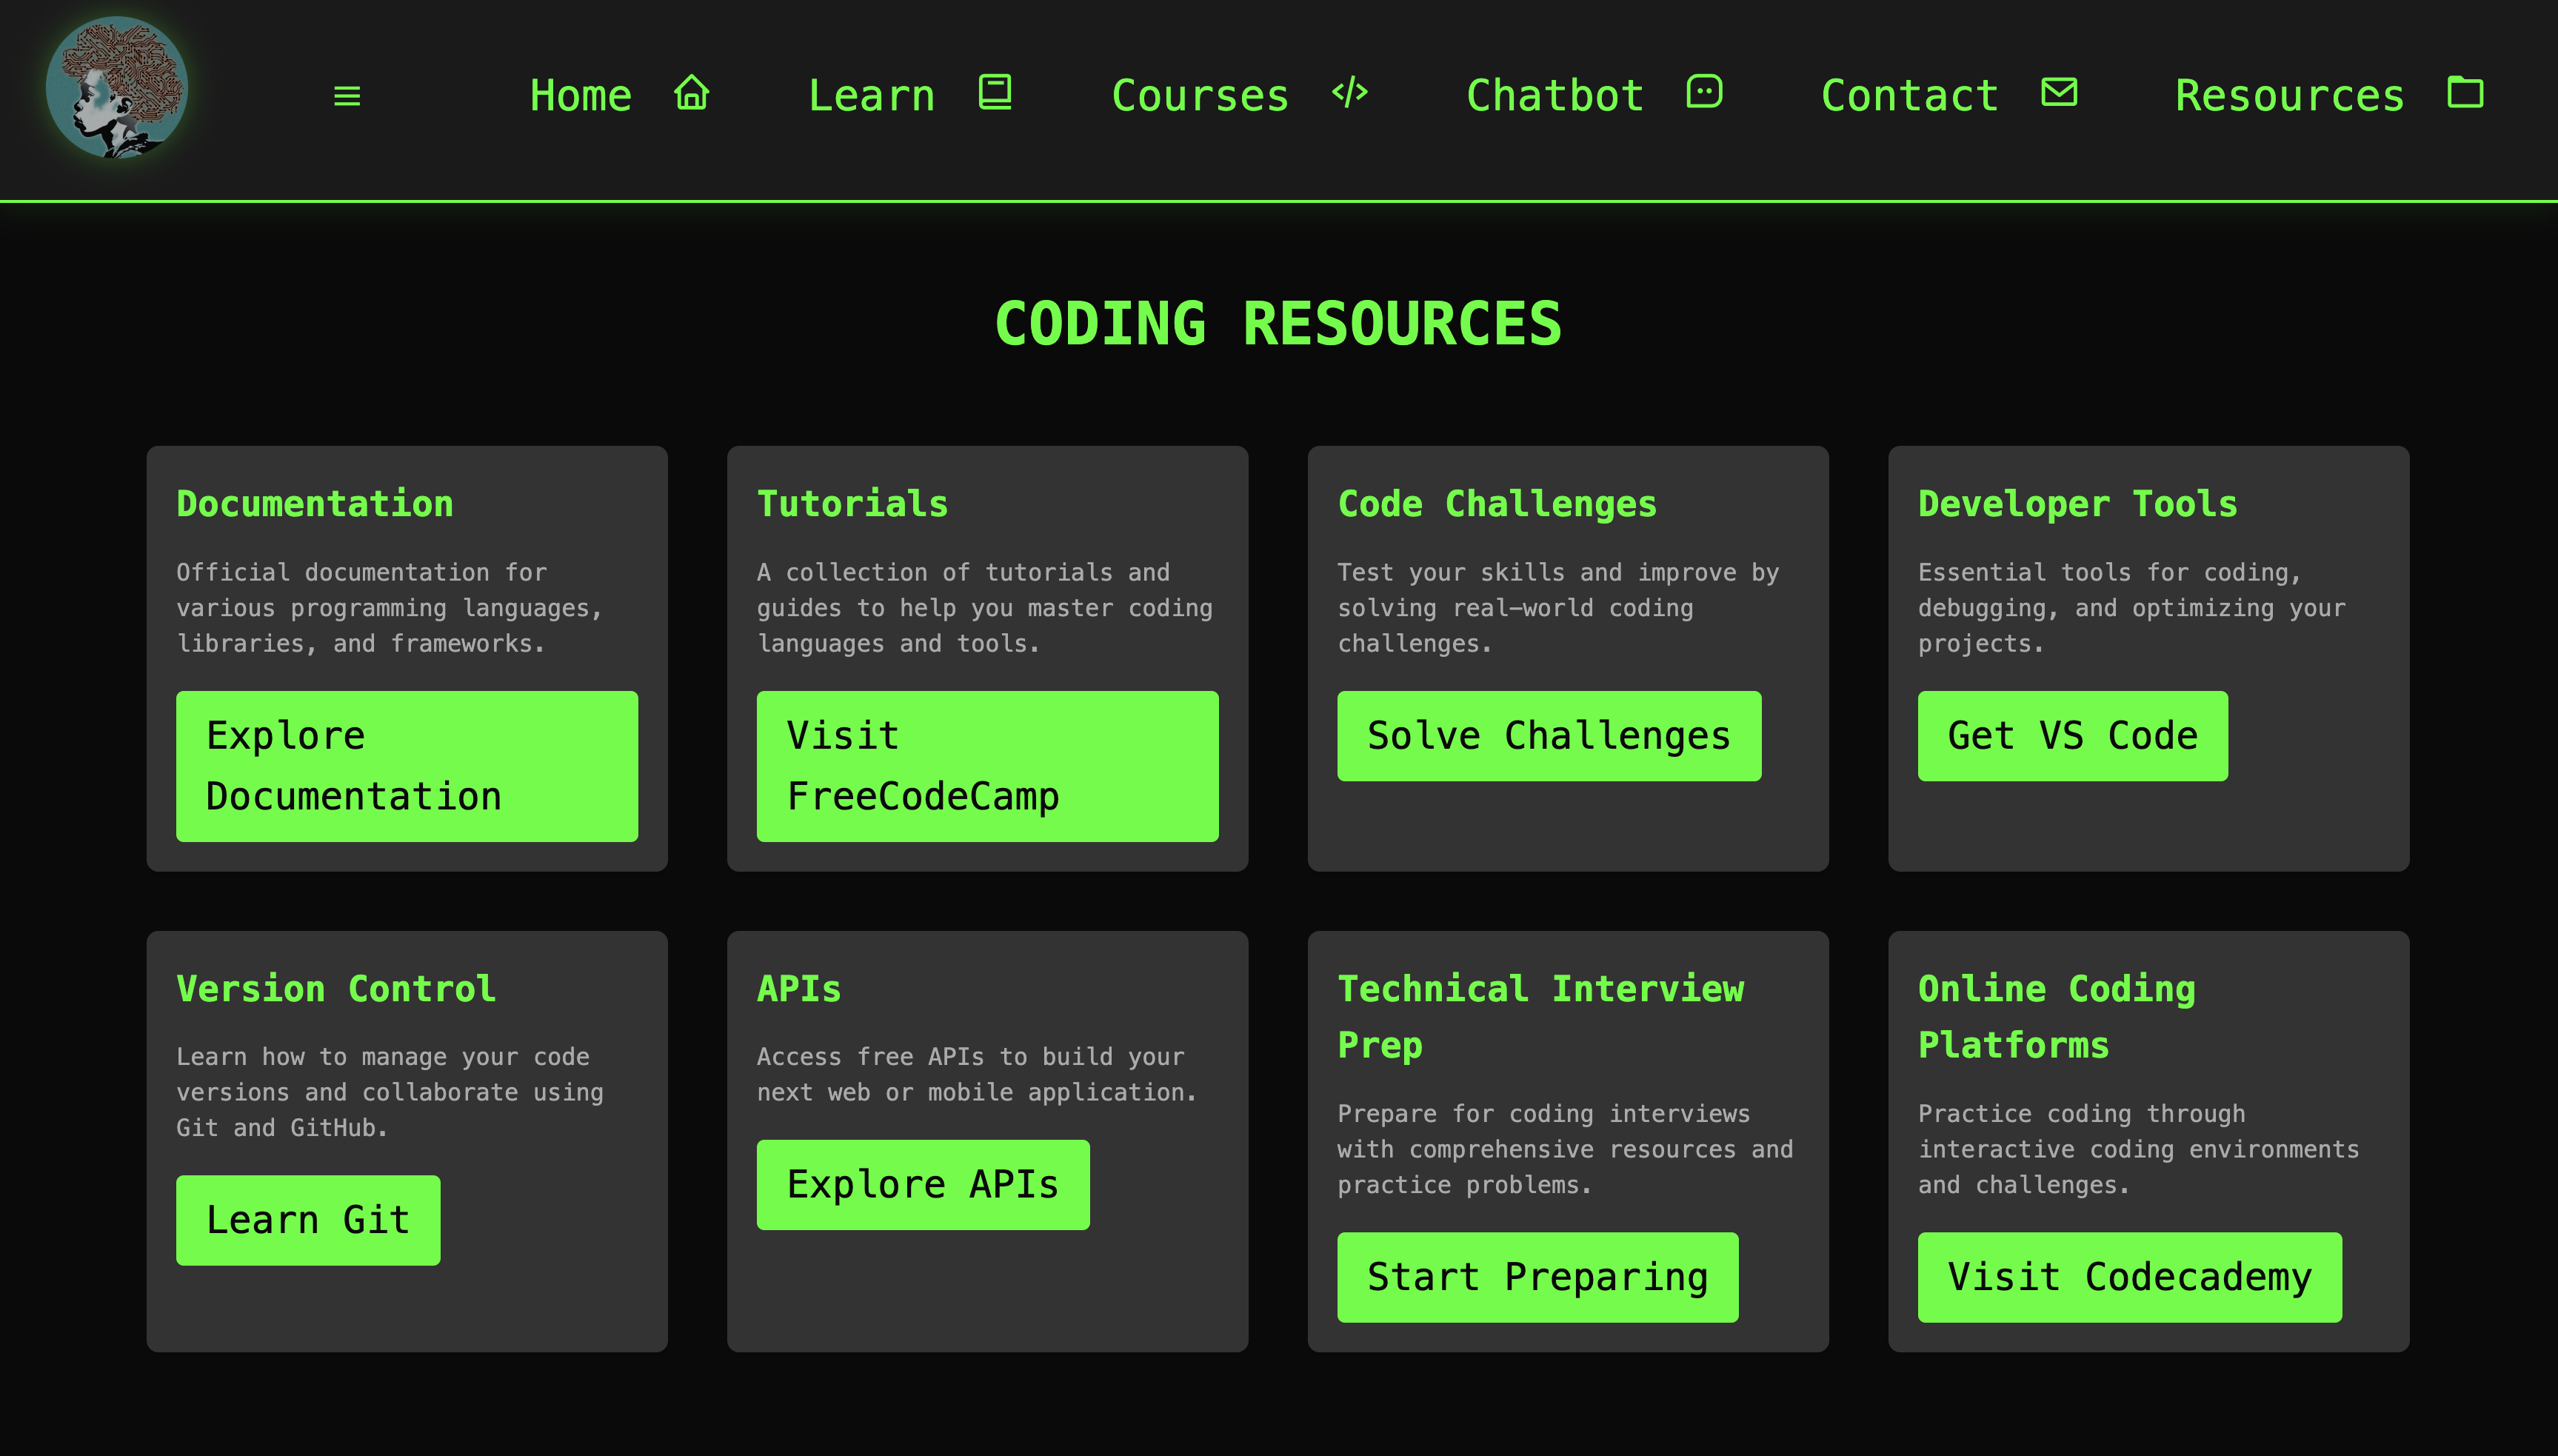 Home
Learn
Courses
Chatbot
Contact
Resources
CODING RESOURCES
Documentation
Official documentation for
various programming languages,
libraries, and frameworks.
Explore
Documentation
Tutorials
A collection of tutorials and
guides to help you master coding
languages and tools.
Visit
FreeCodeCamp
Code Challenges
Test your skills and improve by
solving real-world coding
challenges.
Solve Challenges
Developer Tools
Essential tools for coding,
debugging, and optimizing your
projects.
Get VS Code
Version Control
Learn how to manage your code
versions and collaborate using
Git and GitHub.
Learn Git
APIs
Access free APIs to build your
next web or mobile application.
Explore APIs
Technical Interview
Prep
Prepare for coding interviews
with comprehensive resources and
practice problems.
Start Preparing
Online Coding
Platforms
Practice coding through
interactive coding environments
and challenges.
Visit Codecademy